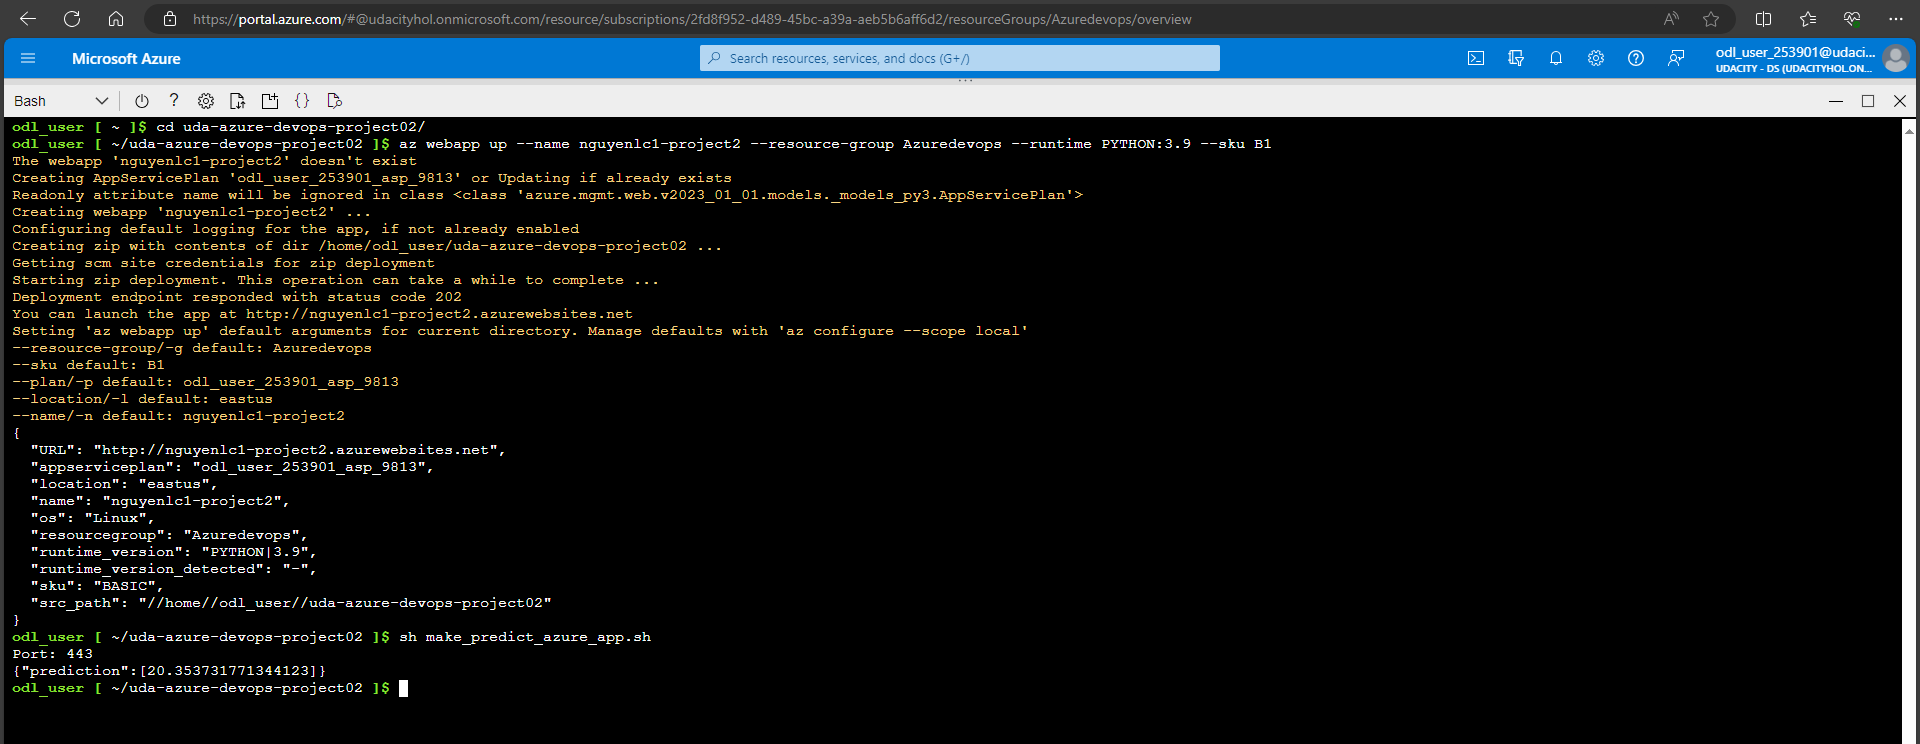 https://portal.azure.com/#@udacityhol.onmicrosoft.com/resource/subscriptions/2fd8f952-d489-45bc-a39a-aeb5b6aff6d2/resourceGroups/Azuredevops/overview
Microsoft Azure
Search resources, services, and docs (G+/)
odl_user_253901@udaci...
UDACITY - DS (UDACITYHOL.ON...
Bash
odl_user [ ~ ]$ cd uda-azure-devops-project02/
odl_user [ ~/uda-azure-devops-project02 ]$ az webapp up --name nguyenlc1-project2 --resource-group Azuredevops --runtime PYTHON:3.9 --sku B1
The webapp 'nguyenlc1-project2' doesn't exist
Creating AppServicePlan 'odl_user_253901_asp_9813' or Updating if already exists
Readonly attribute name will be ignored in class <class 'azure.mgmt.web.v2023_01_01.models._models_py3.AppServicePlan'>
Creating webapp 'nguyenlc1-project2' ...
Configuring default logging for the app, if not already enabled
Creating zip with contents of dir /home/odl_user/uda-azure-devops-project02 ...
Getting scm site credentials for zip deployment
Starting zip deployment. This operation can take a while to complete ...
Deployment endpoint responded with status code 202
You can launch the app at http://nguyenlc1-project2.azurewebsites.net
Setting 'az webapp up' default arguments for current directory. Manage defaults with 'az configure --scope local'
--resource-group/-g default: Azuredevops
--sku default: B1
--plan/-p default: odl_user_253901_asp_9813
--location/-l default: eastus
--name/-n default: nguyenlc1-project2
{
"URL": "http://nguyenlc1-project2.azurewebsites.net",
"appserviceplan": "odl_user_253901_asp_9813",
"location": "eastus",
"name": "nguyenlc1-project2",
"os": "Linux",
"resourcegroup": "Azuredevops",
"runtime_version": "PYTHON|3.9",
"runtime_version_detected": "-",
"sku": "BASIC",
"src_path": "//home//odl_user//uda-azure-devops-project02"
}
odl_user [ ~/uda-azure-devops-project02 ]$ sh make_predict_azure_app.sh
Port: 443
{"prediction":[20.353731771344123]}
odl_user [ ~/uda-azure-devops-project02 ]$